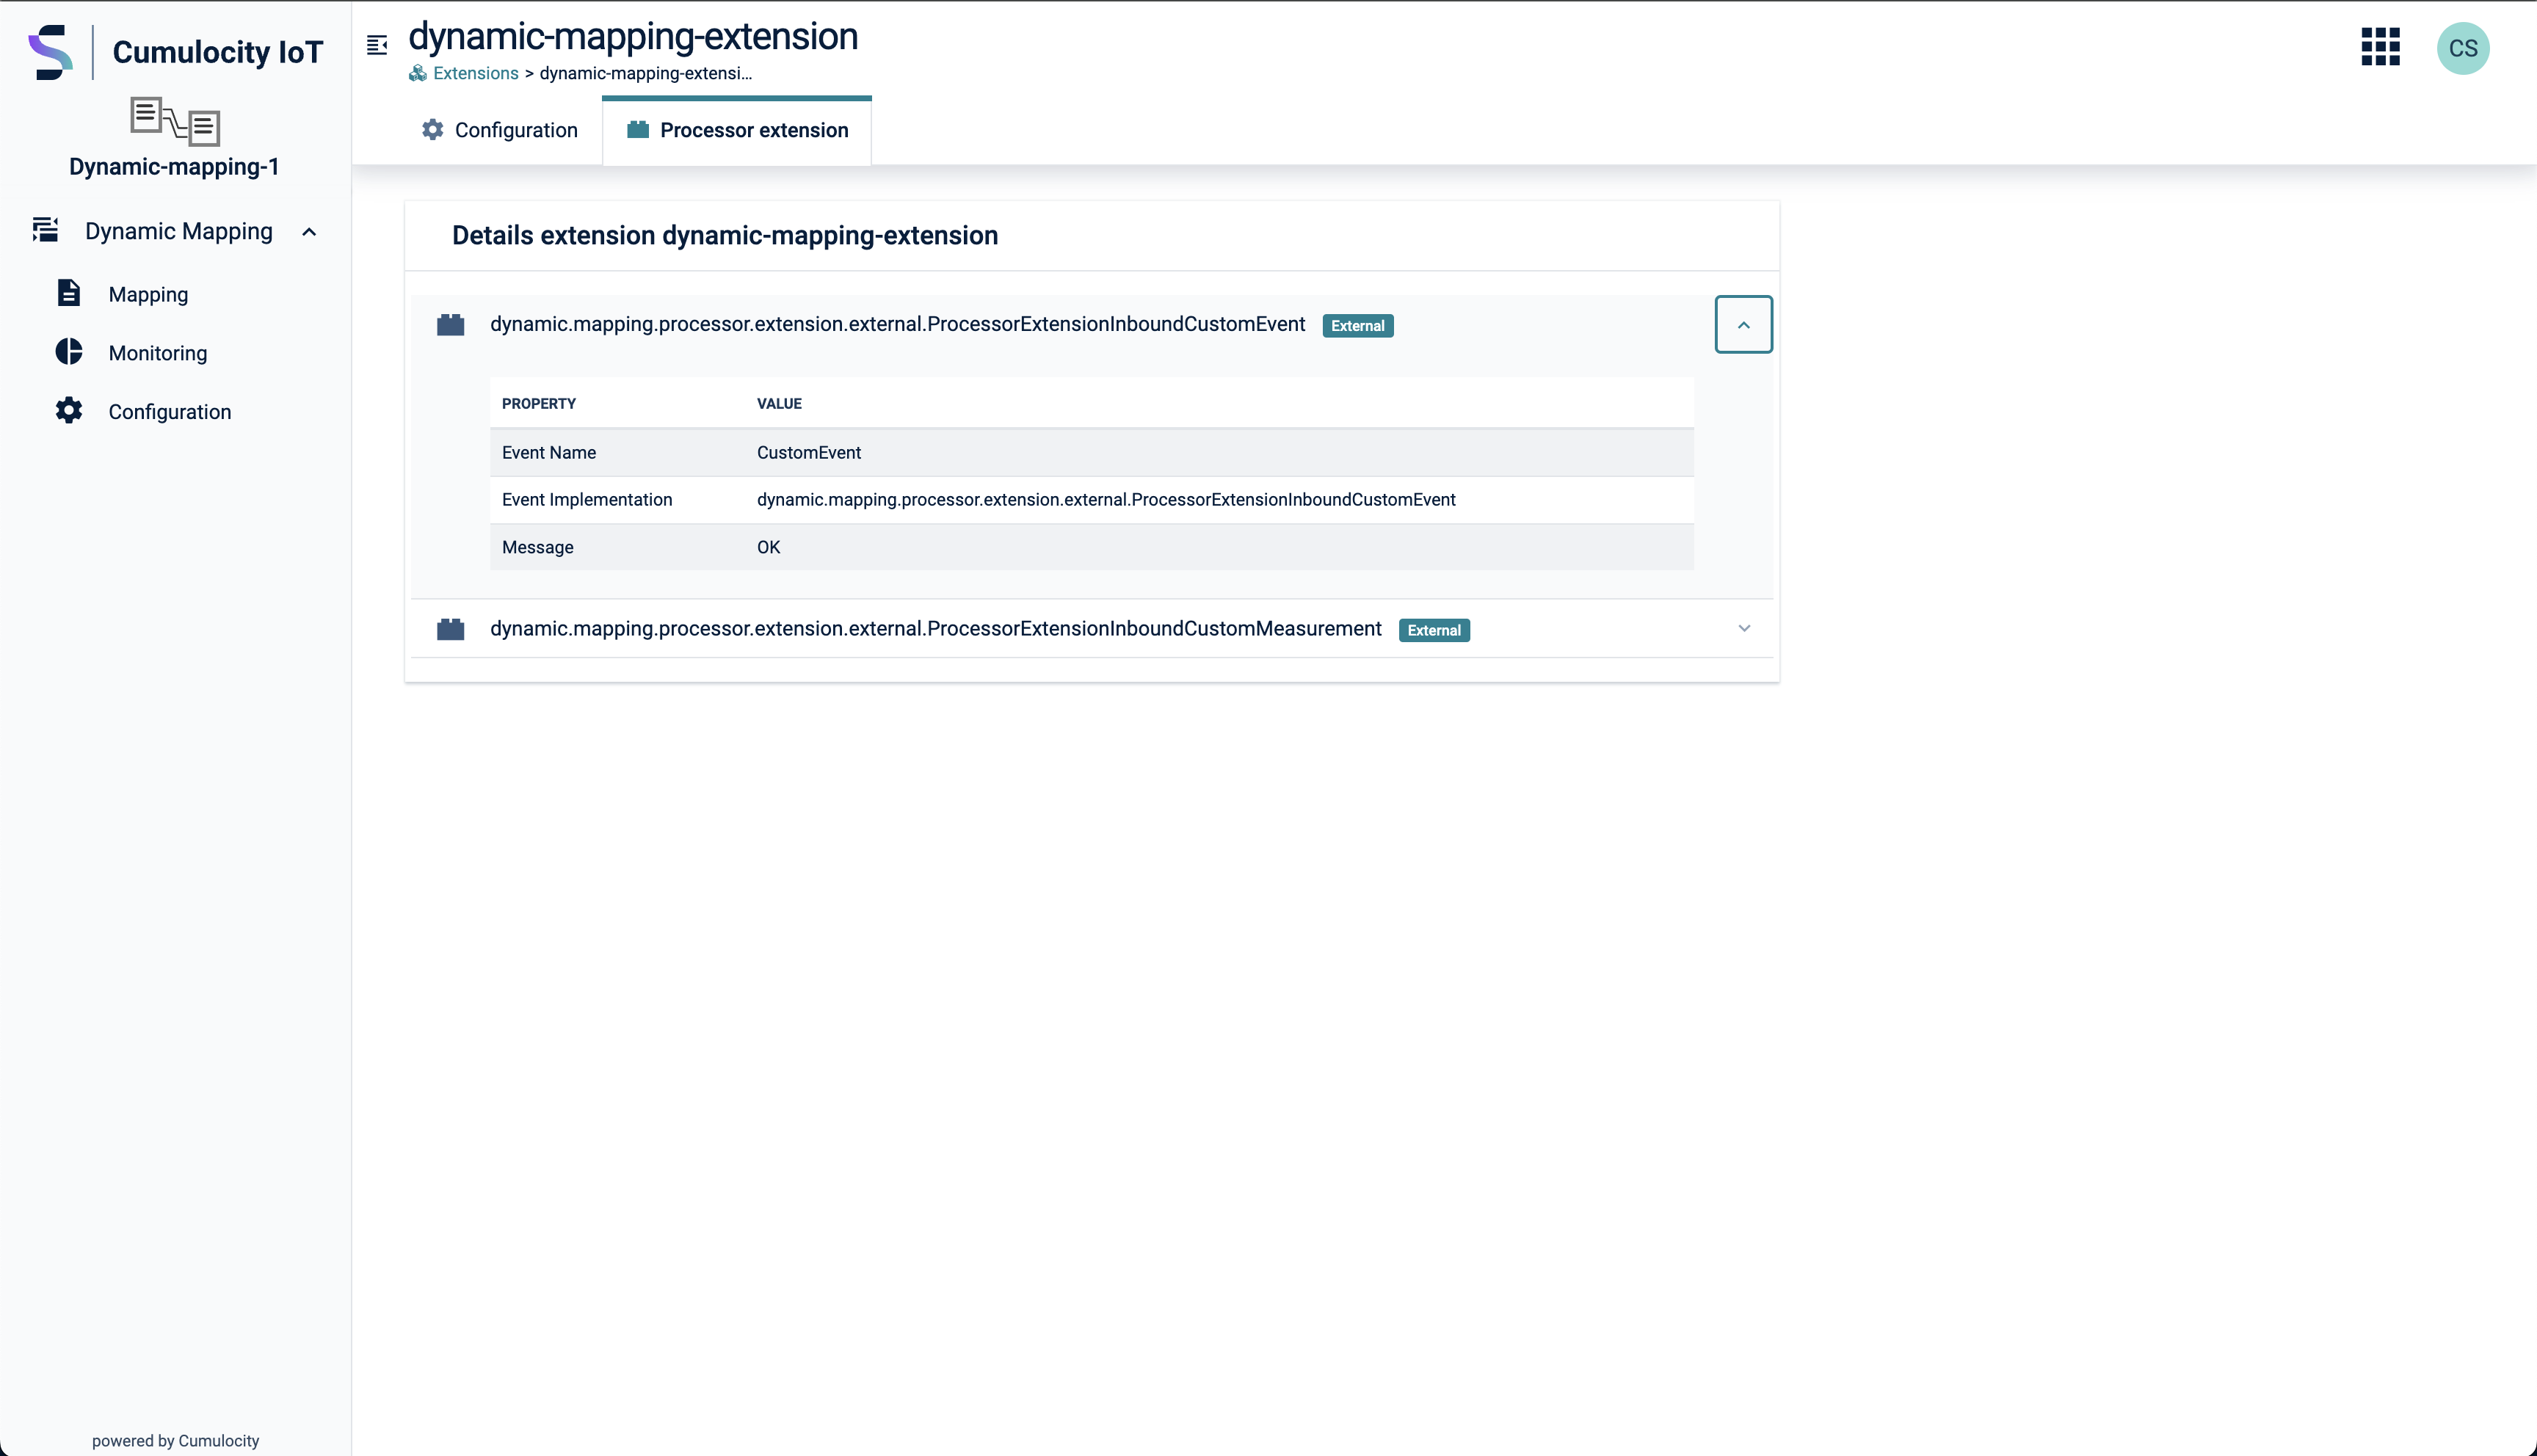 Cumulocity IoT
Dynamic-mapping-1
Dynamic Mapping
Mapping
Monitoring
Configuration
powered by Cumulocity
dynamic-mapping-extension
Extensions > dynamic-mapping-extensi...
CS
Configuration
Processor extension
Details extension dynamic-mapping-extension
dynamic.mapping.processor.extension.external.ProcessorExtensionInboundCustomEvent External
PROPERTY VALUE
Event Name CustomEvent
Event Implementation dynamic.mapping.processor.extension.external.ProcessorExtensionInboundCustomEvent
Message OK
dynamic.mapping.processor.extension.external.ProcessorExtensionInboundCustomMeasurement External